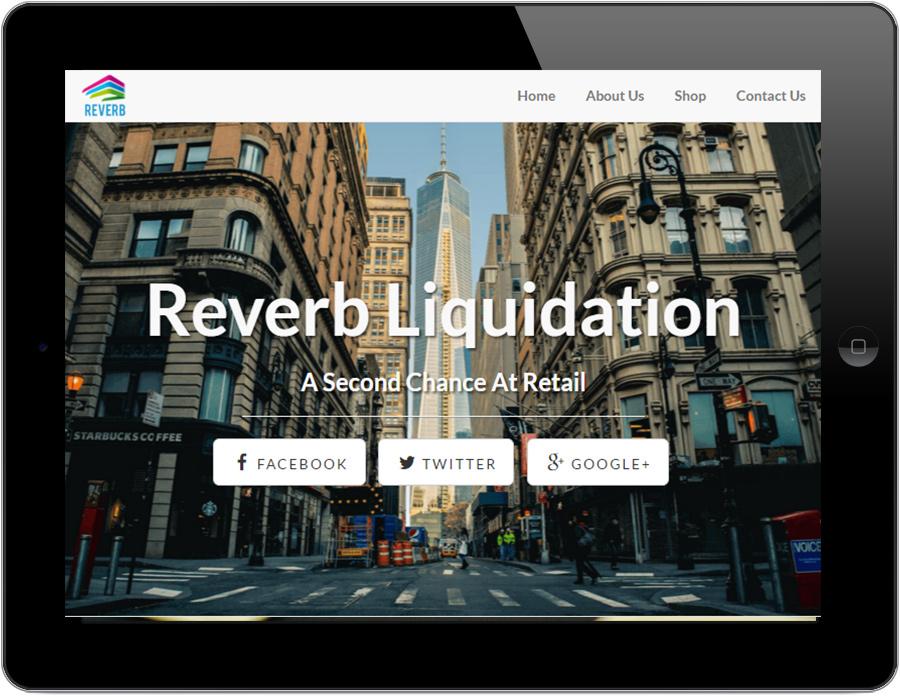 REVERB
Home About Us Shop Contact Us
Reverb Liquidation
A Second Chance At Retail
FACEBOOK TWITTER GOOGLE+
ONE WAY
STARBUCKS COFFEE
VOICE